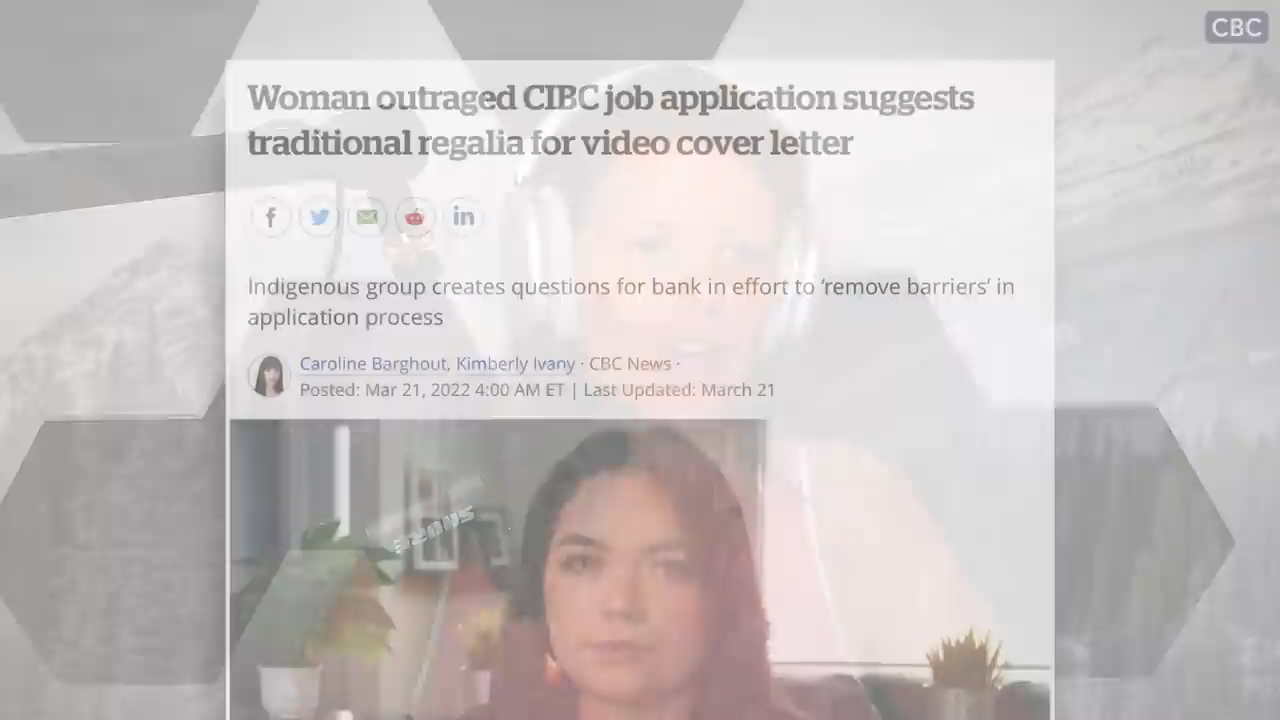 CBC
Woman outraged CIBC job application suggests
traditional regalia for video cover letter
Indigenous group creates questions for bank in effort to ‘remove barriers’ in
application process
Caroline Barghout, Kimberly Ivany · CBC News ·
Posted: Mar 21, 2022 4:00 AM ET | Last Updated: March 21